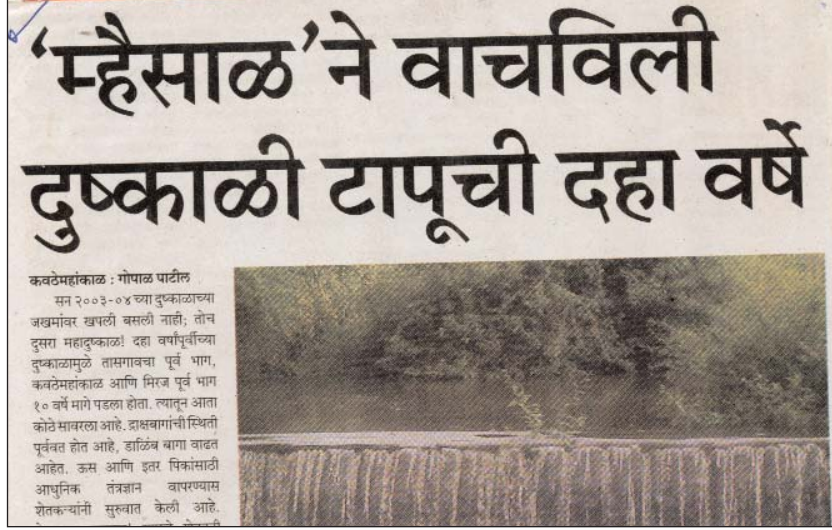 ‘म्हैसाळ’ने वाचविली
दुष्काळी टापूची दहा वर्षे
कवठेमहांकाळ : गोपाळ पाटील
सन २००३-०४ च्या दुष्काळाच्या
जखमांवर खपली बसली नाही; तोच
दुसरा महादुष्काळ! दहा वर्षांपूर्वीच्या
दुष्काळामुळे तासगावचा पूर्व भाग,
कवठेमहांकाळ आणि मिरज पूर्व भाग
१० वर्षे मागे पडला होता. त्यातून आता
कोठे सावरला आहे. द्राक्षबागांची स्थिती
पूर्ववत होत आहे, डाळिंब बागा वाढत
आहेत. ऊस आणि इतर पिकांसाठी
आधुनिक तंत्रज्ञान वापरण्यास
शेतकऱ्यांनी सुरुवात केली आहे.